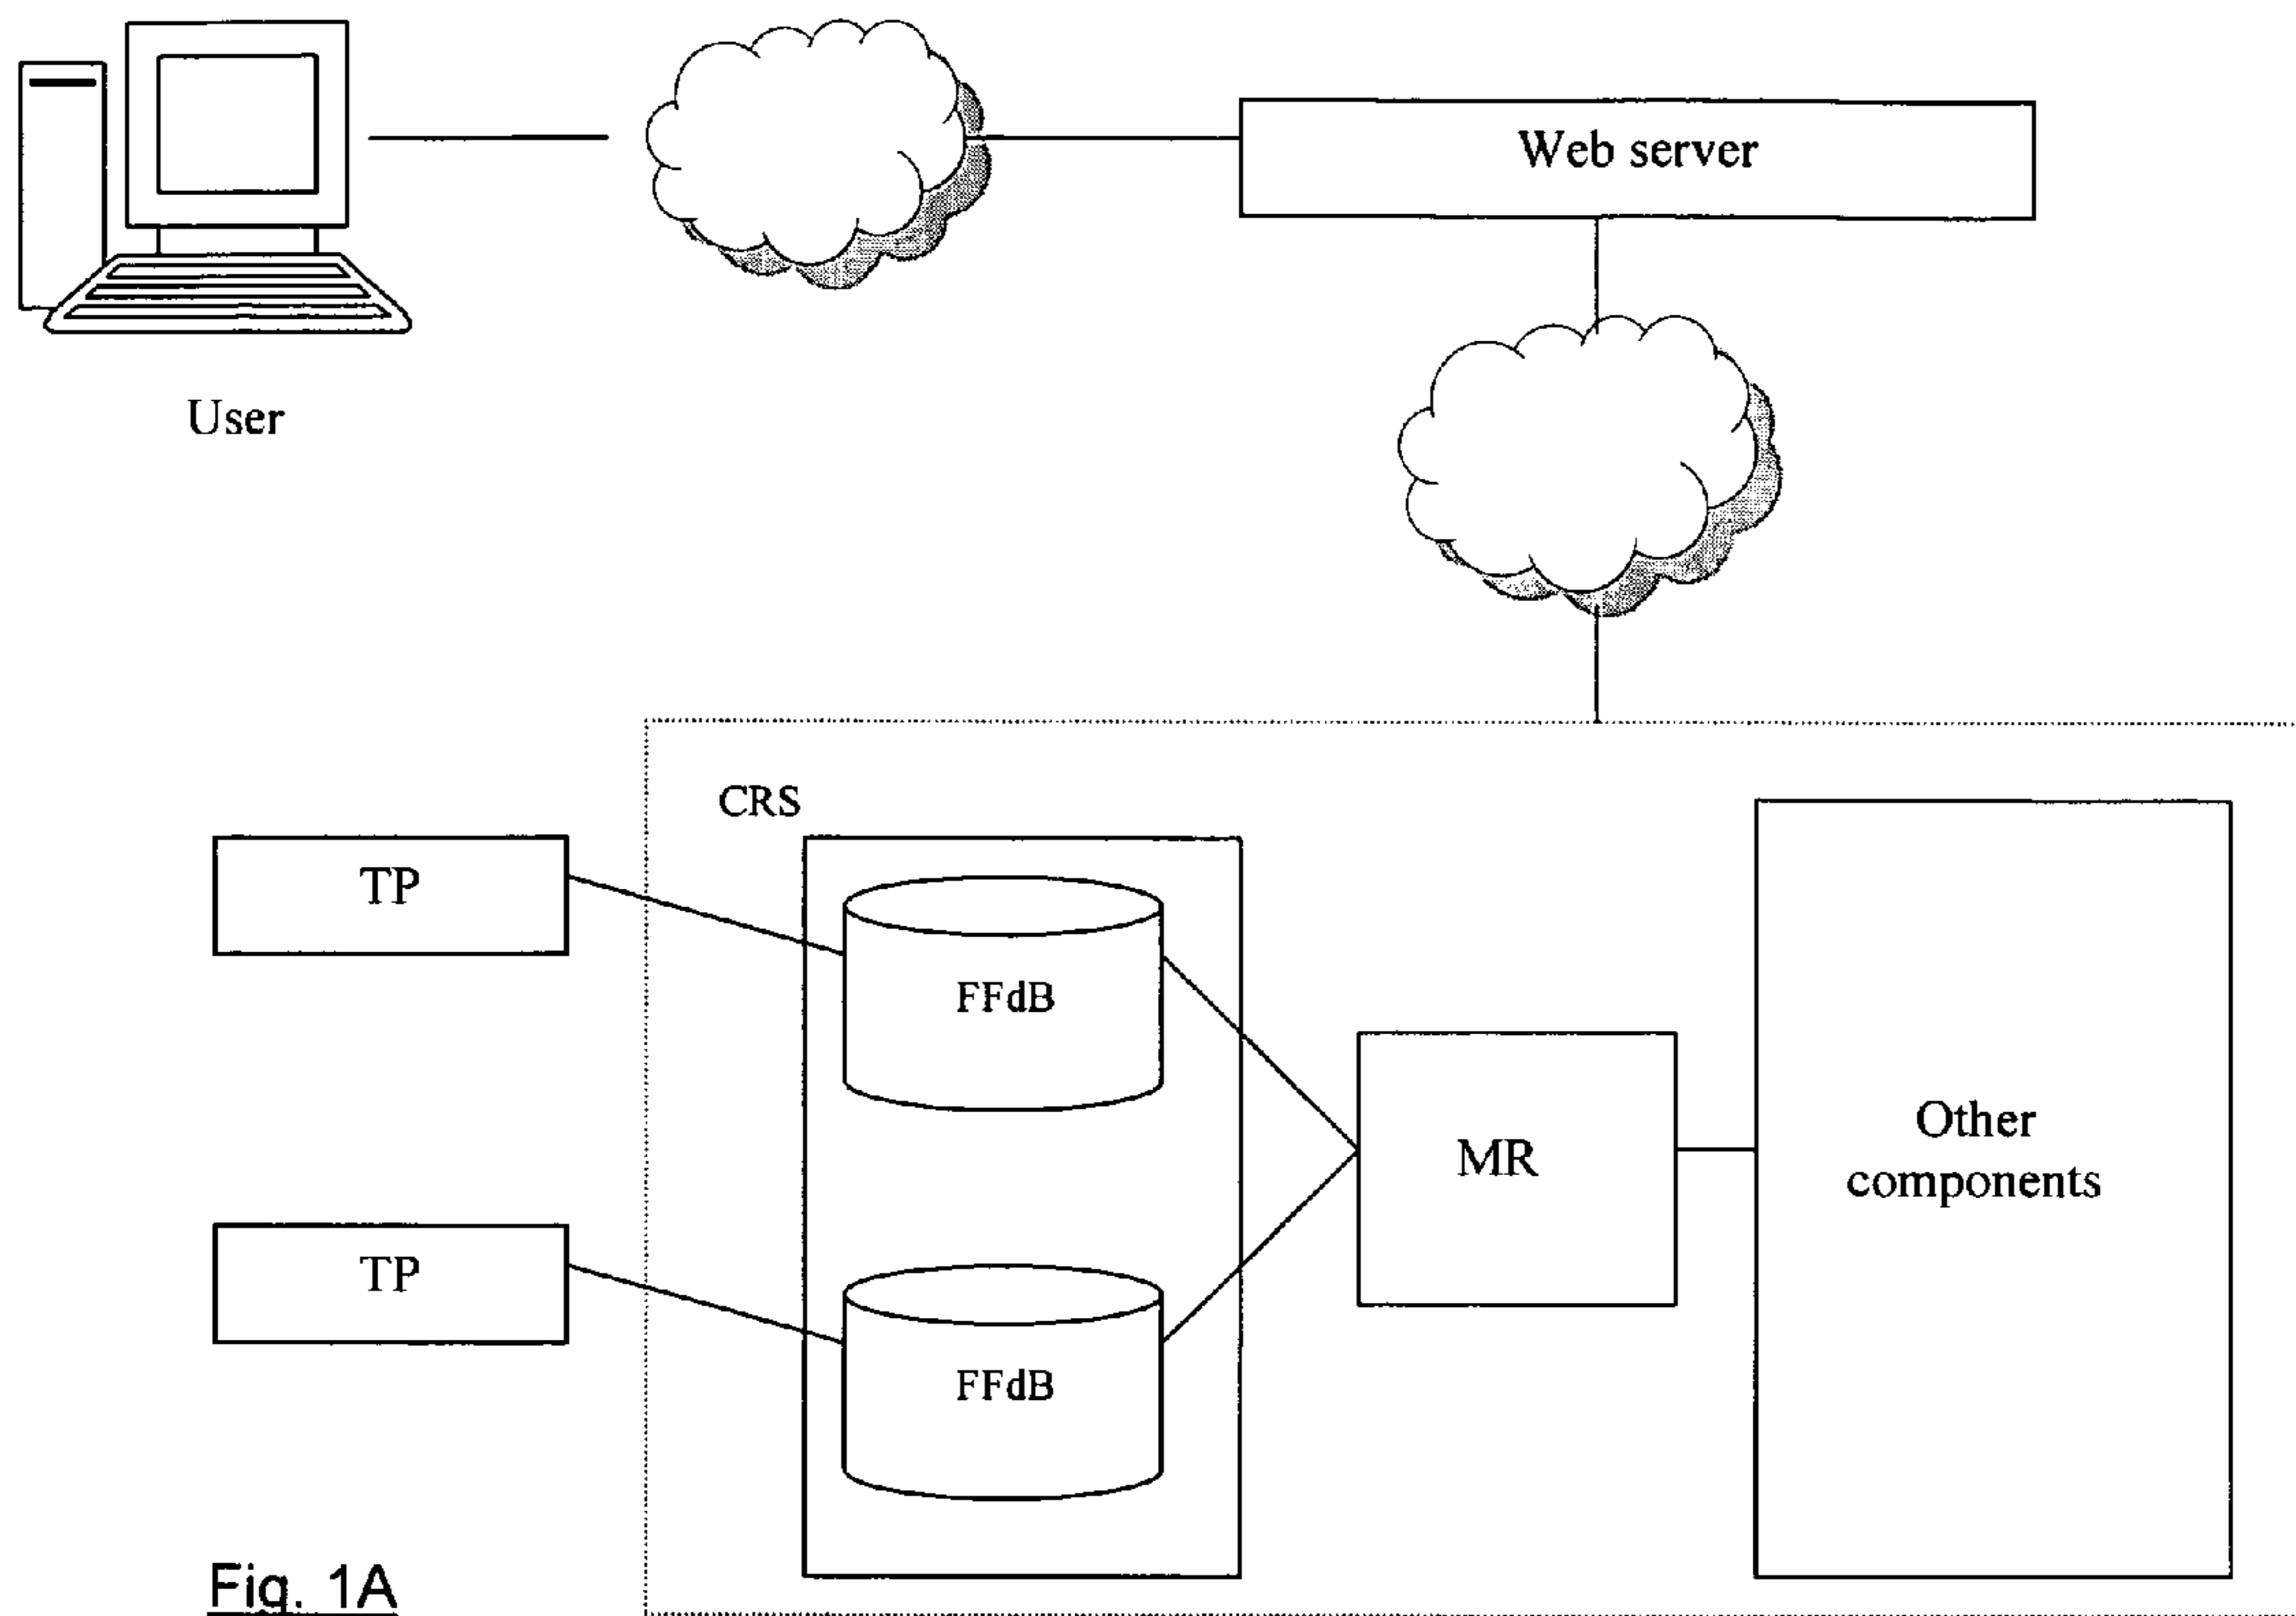 Web server
User
CRS
TP
FFdB
MR
Other
components
TP
FFdB
Fig. 1A